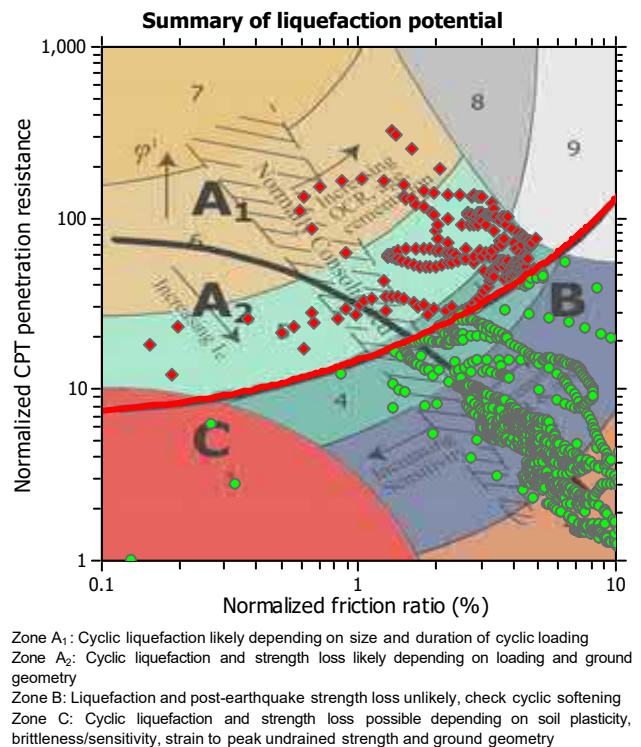 Summary of liquefaction potential
1,000
100
10
1
Normalized CPT penetration resistance
7
8
9
φ'
A1
Increasing
OCR,
cementation
Normally Consolidated
6
A2
Increasing Ic
B
4
C
Increasing
Sensitivity
0.1
1
10
Normalized friction ratio (%)
Zone A1: Cyclic liquefaction likely depending on size and duration of cyclic loading
Zone A2: Cyclic liquefaction and strength loss likely depending on loading and ground
geometry
Zone B: Liquefaction and post-earthquake strength loss unlikely, check cyclic softening
Zone C: Cyclic liquefaction and strength loss possible depending on soil plasticity,
brittleness/sensitivity, strain to peak undrained strength and ground geometry